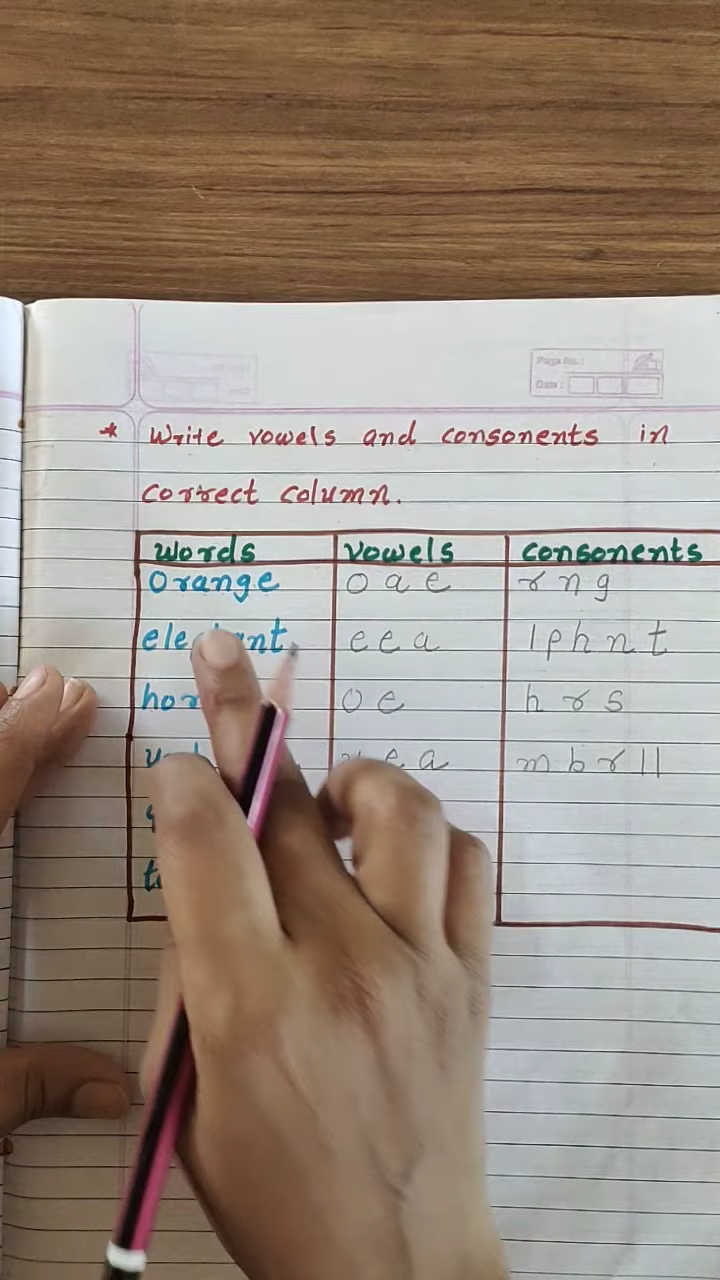 Page No.:
Date:
* Write vowels and consonents in
correct column.
words vowels consonents
Orange o a e r n g
e e a l p h n t
o e h r s
e a m b r l l